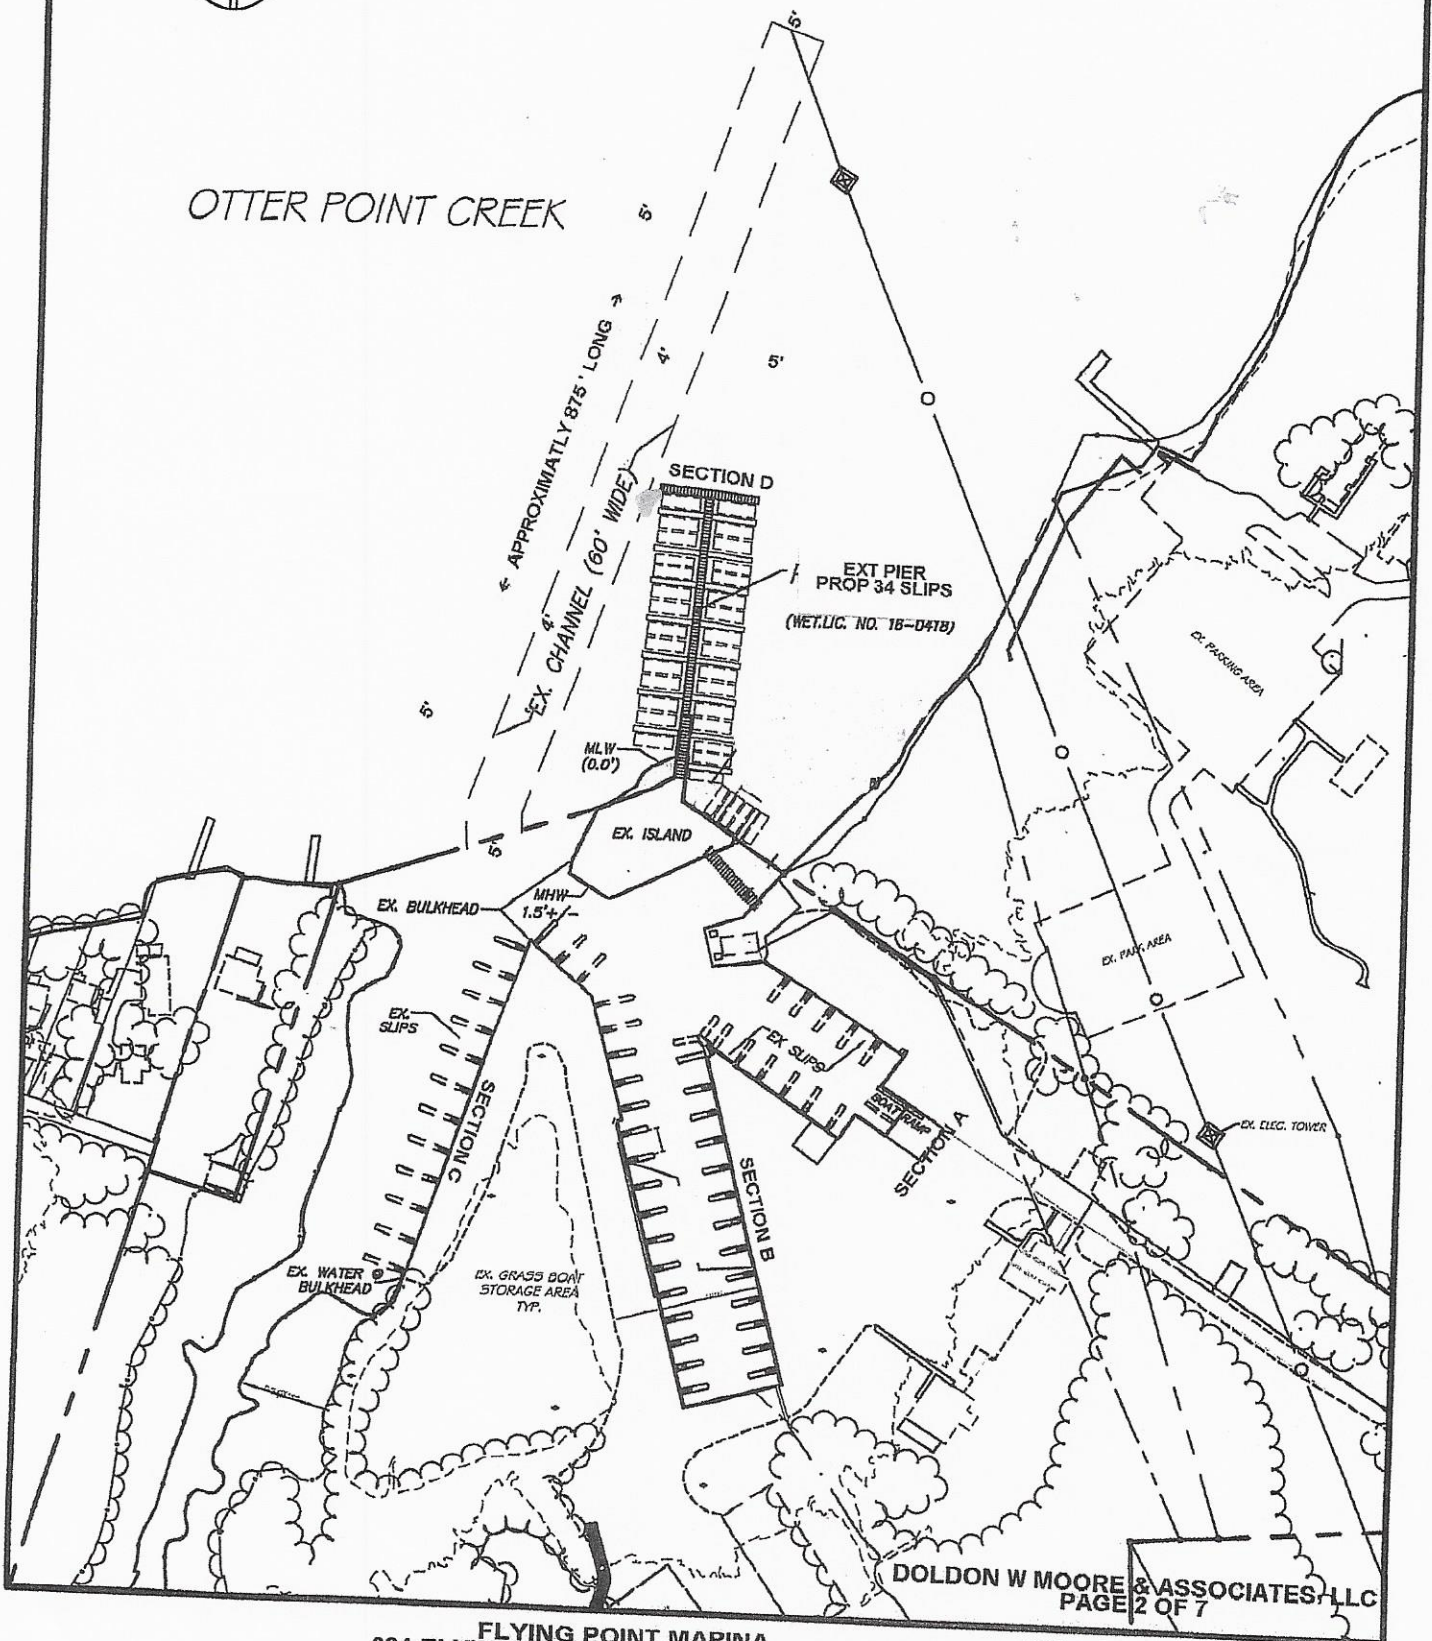 5'
OTTER POINT CREEK
5'
← APPROXIMATLY 875' LONG →
4'
5'
SECTION D
EX. CHANNEL (60' WIDE)
4'
EXT PIER
PROP 34 SLIPS
(WET.LIC. NO. 16-0418)
EX. PARKING AREA
5'
MLW
(0.0')
EX. ISLAND
5'
EX. BULKHEAD
MHW
1.5'+/-
EX. PARK AREA
EX.
SLIPS
EX SLIPS
BOAT RAMP
SECTION A
EX. ELEC. TOWER
SECTION C
SECTION B
EX. WATER
BULKHEAD
EX. GRASS BOAT
STORAGE AREA
TYP.
DOLDON W MOORE & ASSOCIATES, LLC
PAGE 2 OF 7
FLYING POINT MARINA